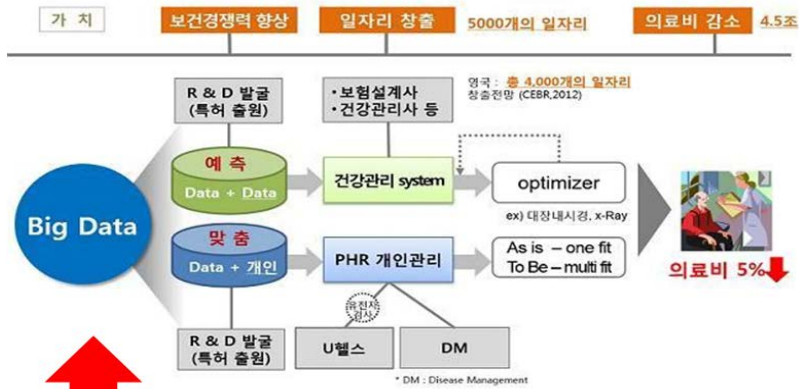 가 치
보건경쟁력 향상
일자리 창출
5000개의 일자리
의료비 감소
4.5조
R & D 발굴
(특허 출원)
• 보험설계사
• 건강관리사 등
영국 : 총 4,000개의 일자리
창출전망 (CEBR,2012)
Big Data
예 측
Data + Data
건강관리 system
optimizer
ex) 대장내시경, x-Ray
맞 춤
Data + 개인
PHR 개인관리
As is – one fit
To Be – multi fit
의료비 5%
유전자
검사
R & D 발굴
(특허 출원)
U헬스
DM
* DM : Disease Management